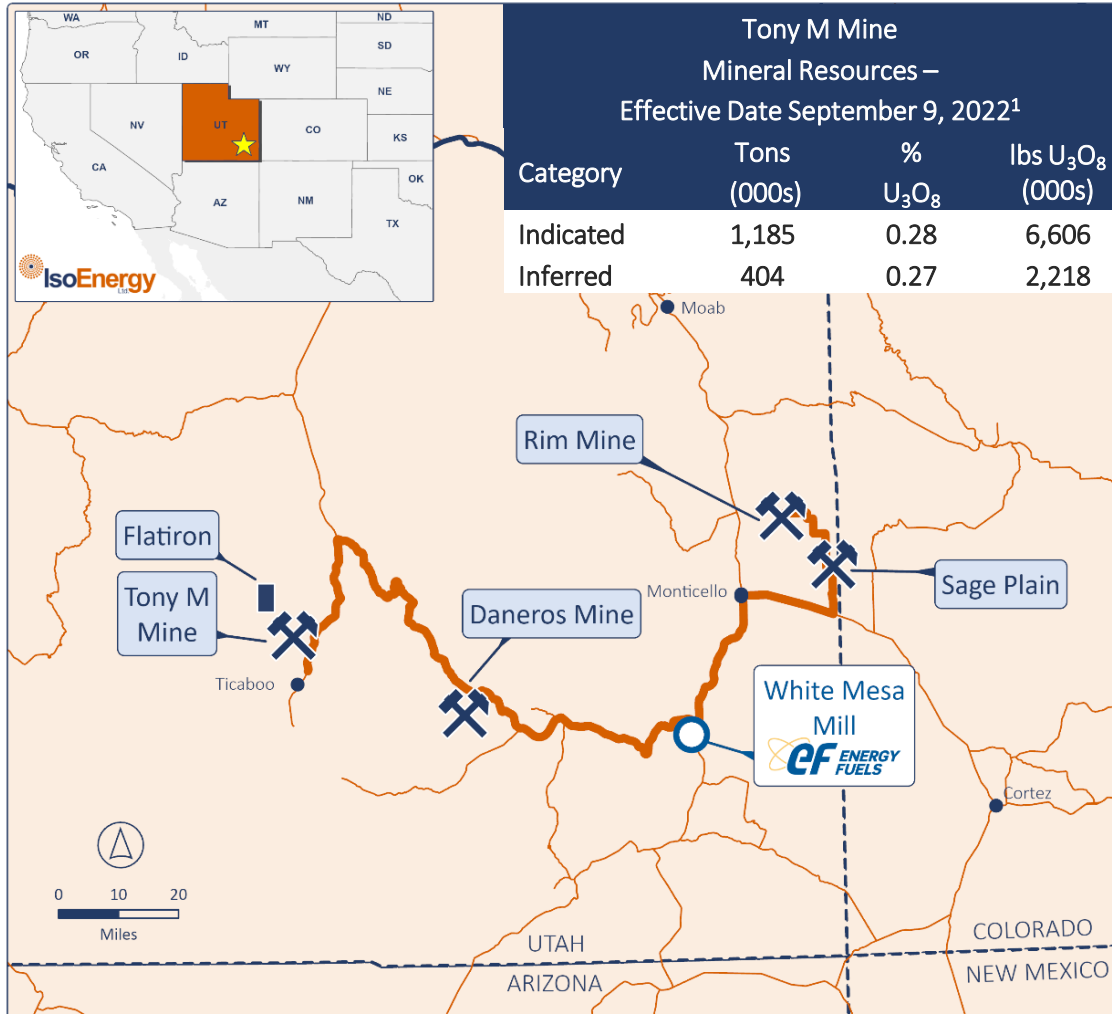 WA
OR
ID
MT
ND
SD
WY
NE
NV
UT
CO
KS
CA
AZ
NM
OK
TX
IsoEnergy
Ltd.
Tony M Mine
Mineral Resources –
Effective Date September 9, 2022¹
Category
Tons
(000s)
%
U₃O₈
lbs U₃O₈
(000s)
Indicated 1,185 0.28 6,606
Inferred 404 0.27 2,218
Moab
Rim Mine
Flatiron
Tony M
Mine
Ticaboo
Daneros Mine
Monticello
Sage Plain
White Mesa
Mill
eF ENERGY
FUELS
Cortez
0 10 20
Miles
UTAH
COLORADO
ARIZONA
NEW MEXICO